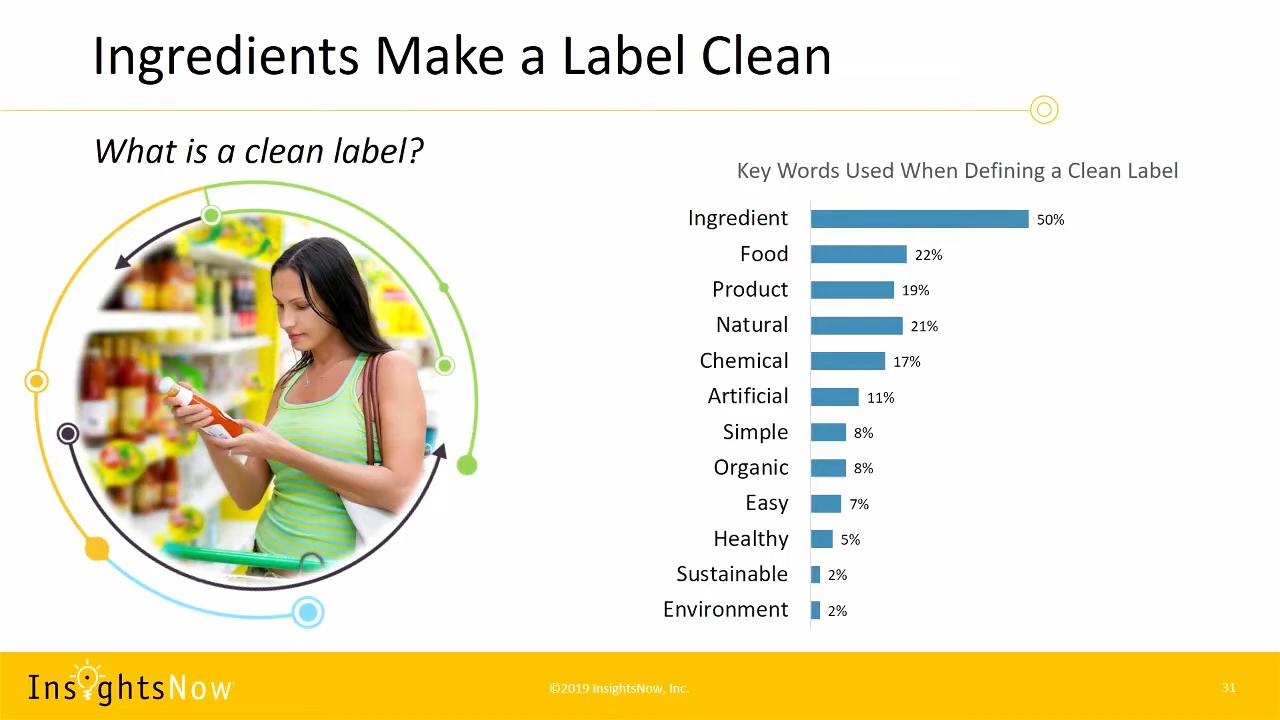 Ingredients Make a Label Clean
What is a clean label?
Key Words Used When Defining a Clean Label
Ingredient 50%
Food 22%
Product 19%
Natural 21%
Chemical 17%
Artificial 11%
Simple 8%
Organic 8%
Easy 7%
Healthy 5%
Sustainable 2%
Environment 2%
InsightsNow
©2019 InsightsNow, Inc.
31